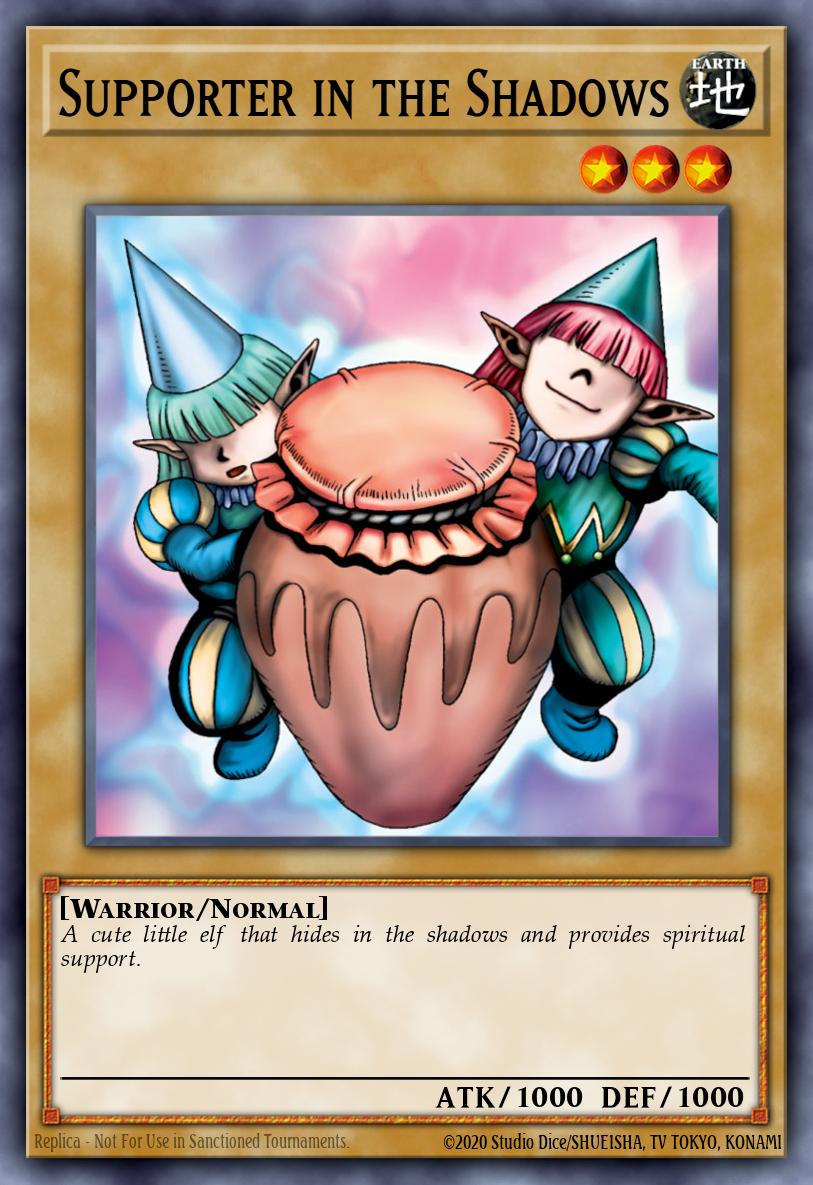 SUPPORTER IN THE SHADOWS
EARTH
地
[WARRIOR/NORMAL]
A cute little elf that hides in the shadows and provides spiritual
support.
ATK/1000 DEF/1000
Replica - Not For Use in Sanctioned Tournaments.
©2020 Studio Dice/SHUEISHA, TV TOKYO, KONAMI